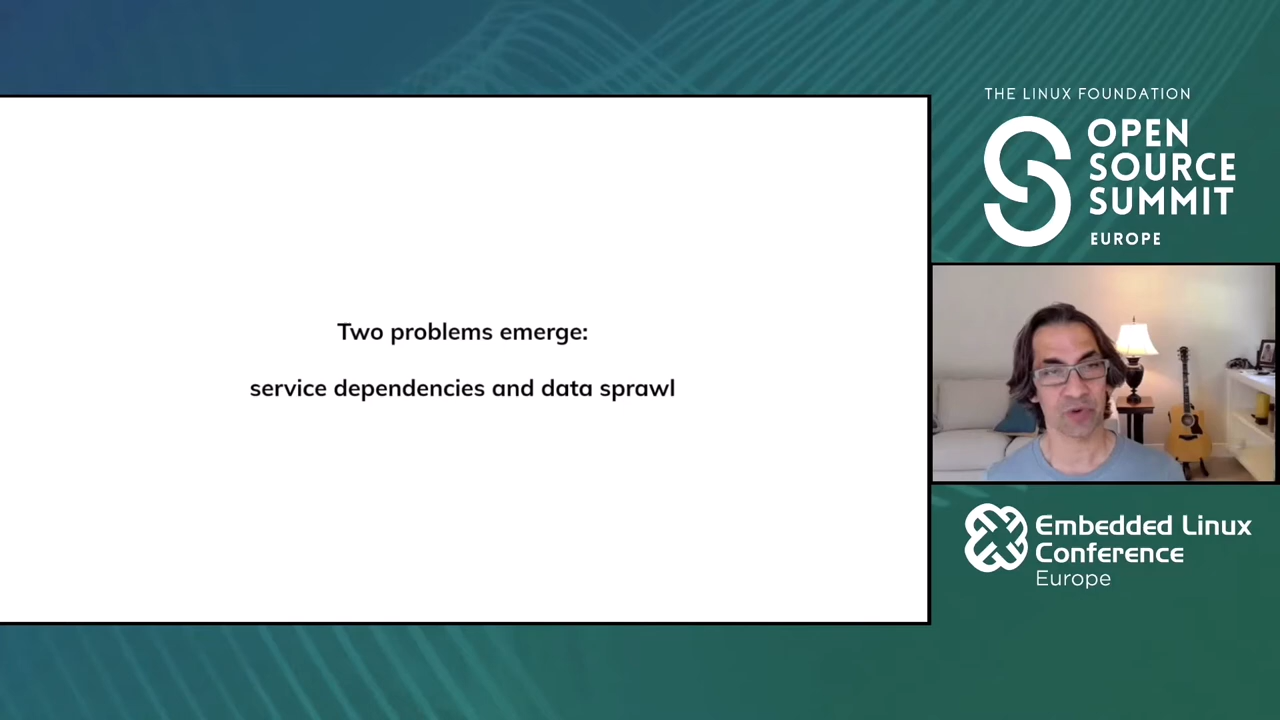 Two problems emerge:
service dependencies and data sprawl
THE LINUX FOUNDATION
OPEN
SOURCE
SUMMIT
EUROPE
Embedded Linux
Conference
Europe